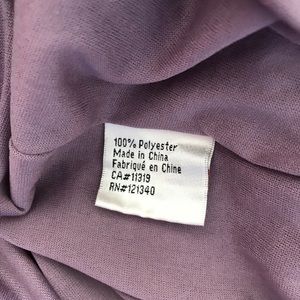 100% Polyester
Made in China
Fabriqué en Chine
CA#11319
RN#121340